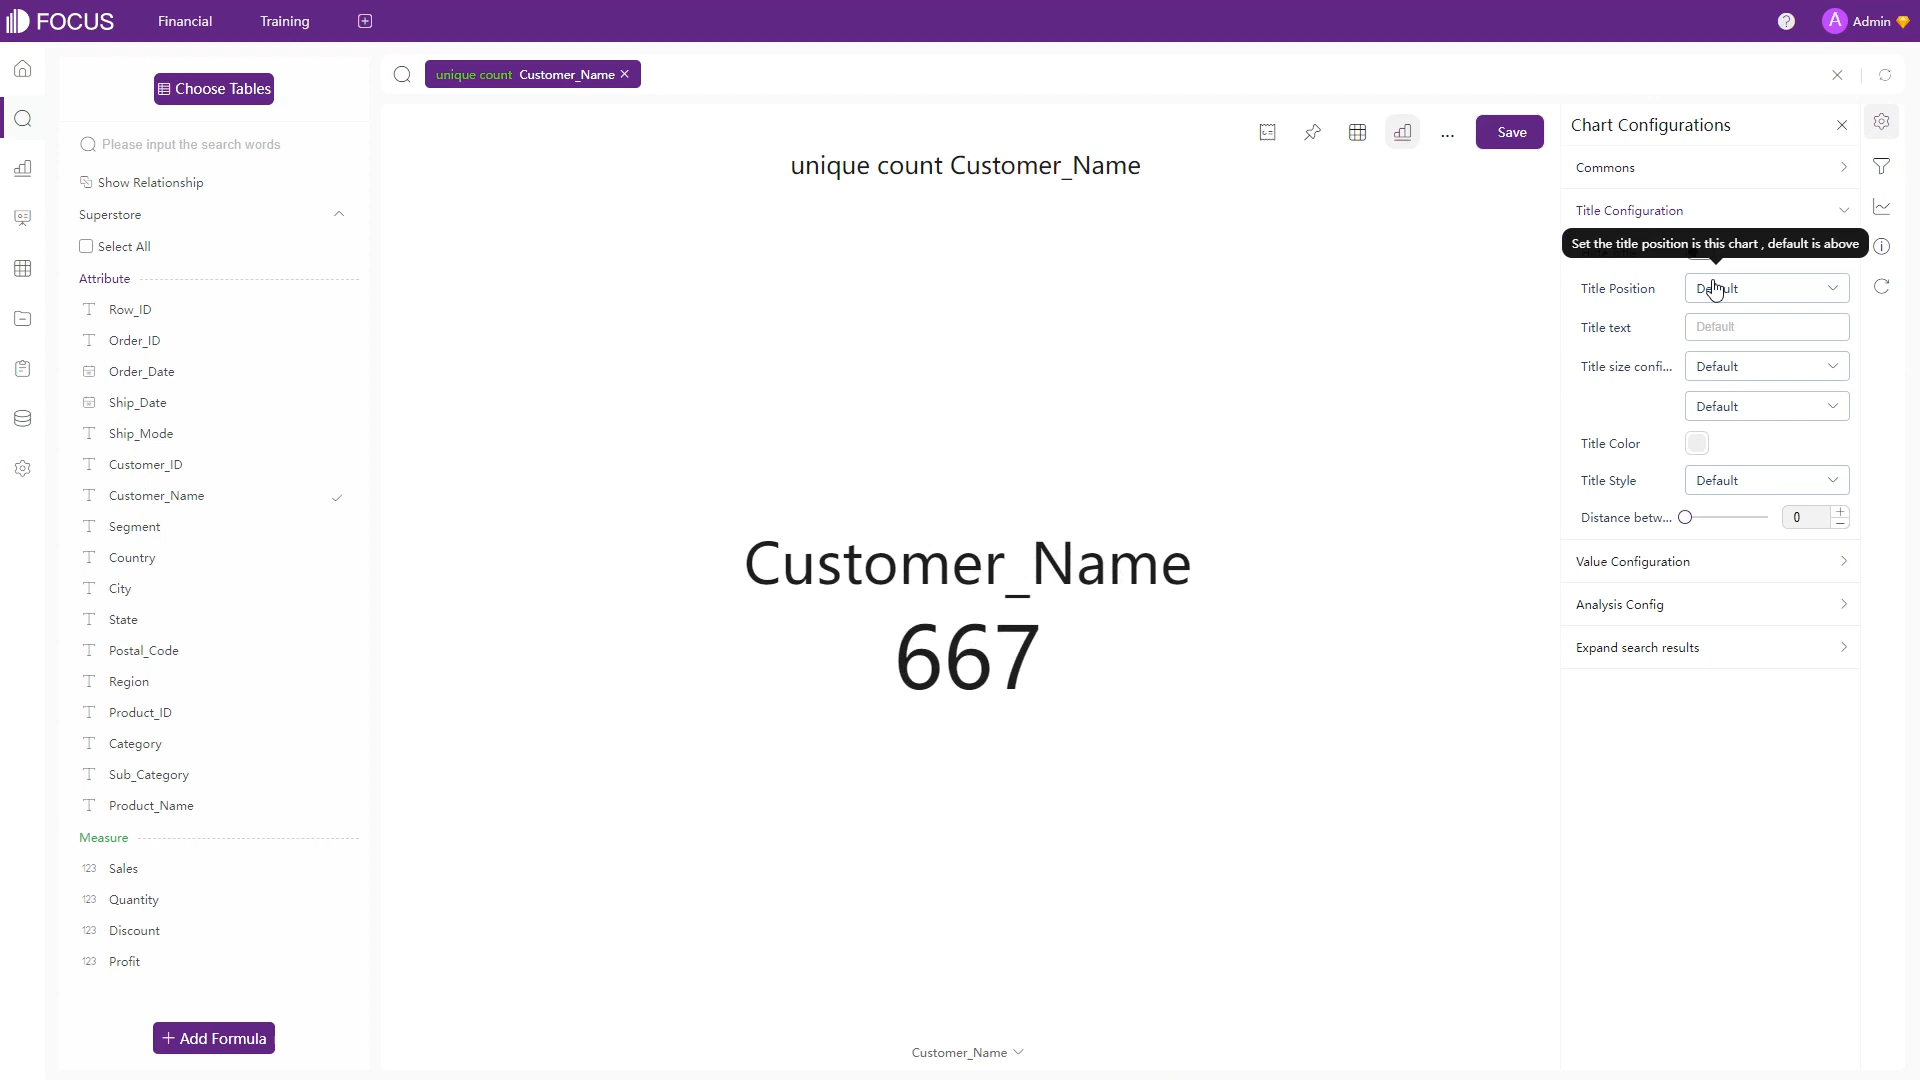 FOCUS
Financial
Training
A
Admin
Choose Tables
Please input the search words
Show Relationship
Superstore
Select All
Attribute
Row_ID
Order_ID
Order_Date
Ship_Date
Ship_Mode
Customer_ID
Customer_Name
Segment
Country
City
State
Postal_Code
Region
Product_ID
Category
Sub_Category
Product_Name
Measure
123 Sales
123 Quantity
123 Discount
123 Profit
+ Add Formula
unique count Customer_Name ×
... Save
unique count Customer_Name
Customer_Name
667
Customer_Name
Chart Configurations
Commons
Title Configuration
Set the title position is this chart , default is above
Title Position
Title text Default
Title size confi... Default
Default
Title Color
Title Style Default
Distance betw... 0
Value Configuration
Analysis Config
Expand search results